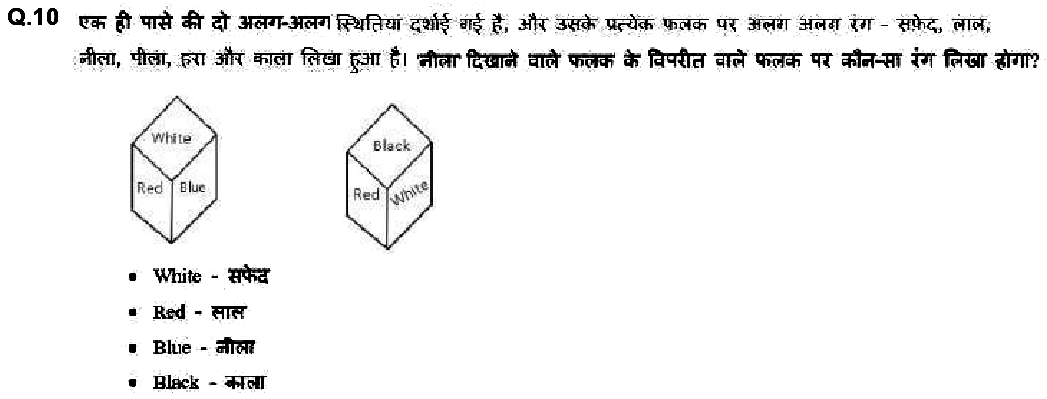 Q.10 एक ही पासे की दो अलग-अलग स्थितियां दर्शाई गई हैं, और उसके प्रत्येक फलक पर अलग अलग रंग - सफ़ेद, लाल,
नीला, पीला, हरा और काला लिखा हुआ है। नीला दिखाने वाले फलक के विपरीत वाले फलक पर कौन-सा रंग लिखा होगा?
White Black
Red Blue Red White
• White - सफेद
• Red - लाल
• Blue - नीला
• Black - काला